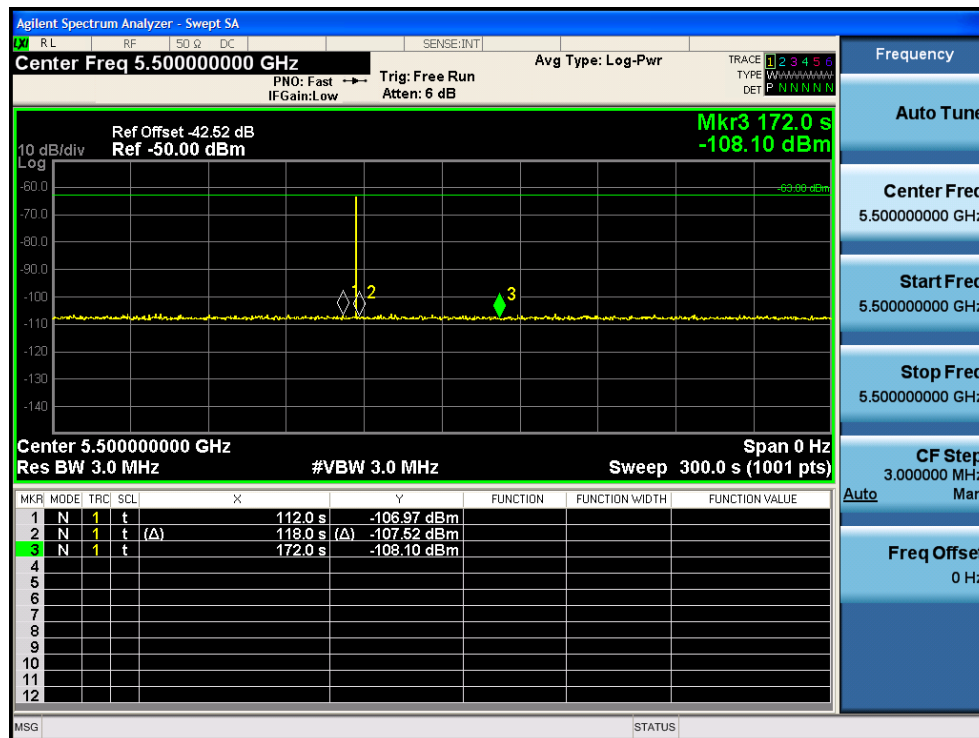 Agilent Spectrum Analyzer - Swept SA
LXI RL RF 50 Ω DC SENSE:INT
Center Freq 5.500000000 GHz
PNO: Fast
IFGain:Low
Trig: Free Run
Atten: 6 dB
Avg Type: Log-Pwr
TRACE 1 2 3 4 5 6
TYPE W
DET P N N N N N
Ref Offset -42.52 dB
10 dB/div Ref -50.00 dBm
Log
Mkr3 172.0 s
-108.10 dBm
-60.0
-63.00 dBm
-70.0
-80.0
-90.0
-100
2
3
-110
-120
-130
-140
Center 5.500000000 GHz Span 0 Hz
Res BW 3.0 MHz #VBW 3.0 MHz Sweep 300.0 s (1001 pts)
MKR MODE TRC SCL X Y FUNCTION FUNCTION WIDTH FUNCTION VALUE
1 N 1 t 112.0 s -106.97 dBm
2 N 1 t (Δ) 118.0 s (Δ) -107.52 dBm
3 N 1 t 172.0 s -108.10 dBm
4
5
6
7
8
9
10
11
12
MSG STATUS
Frequency
Auto Tune
Center Freq
5.500000000 GHz
Start Freq
5.500000000 GHz
Stop Freq
5.500000000 GHz
CF Step
3.000000 MHz
Auto Man
Freq Offset
0 Hz